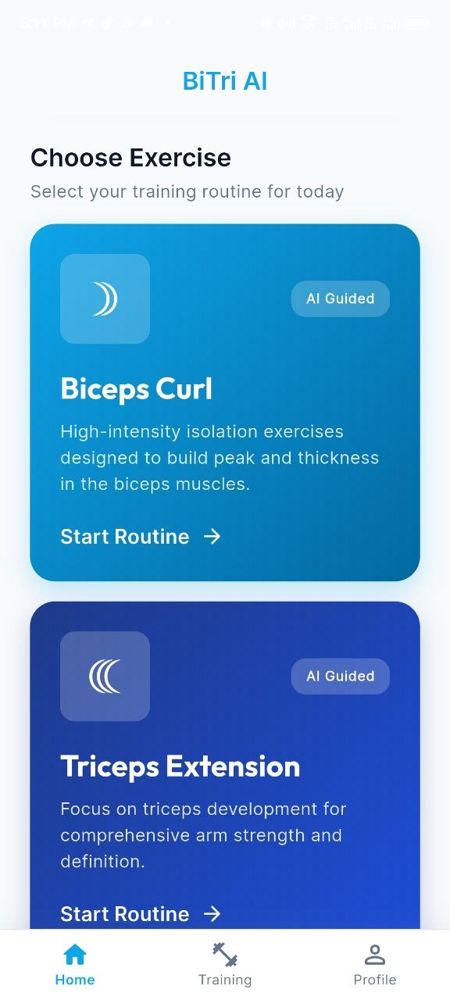 5:11 PM
BiTri AI
Choose Exercise
Select your training routine for today
AI Guided
Biceps Curl
High-intensity isolation exercises
designed to build peak and thickness
in the biceps muscles.
Start Routine
AI Guided
Triceps Extension
Focus on triceps development for
comprehensive arm strength and
definition.
Start Routine
Home
Training
Profile